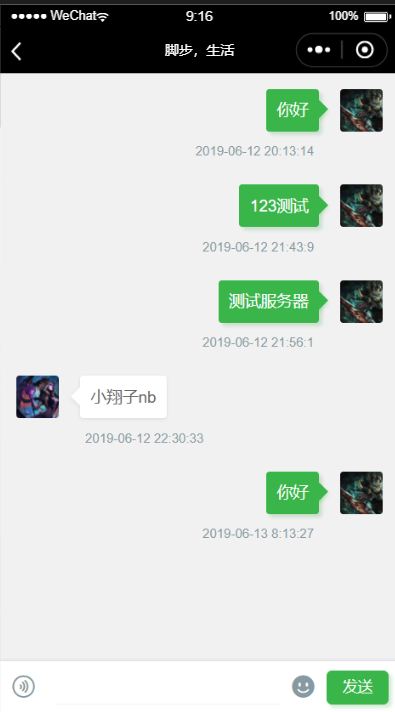 WeChat
9:16
100%
脚步，生活
你好
2019-06-12 20:13:14
123测试
2019-06-12 21:43:9
测试服务器
2019-06-12 21:56:1
小翔子nb
2019-06-12 22:30:33
你好
2019-06-13 8:13:27
发送